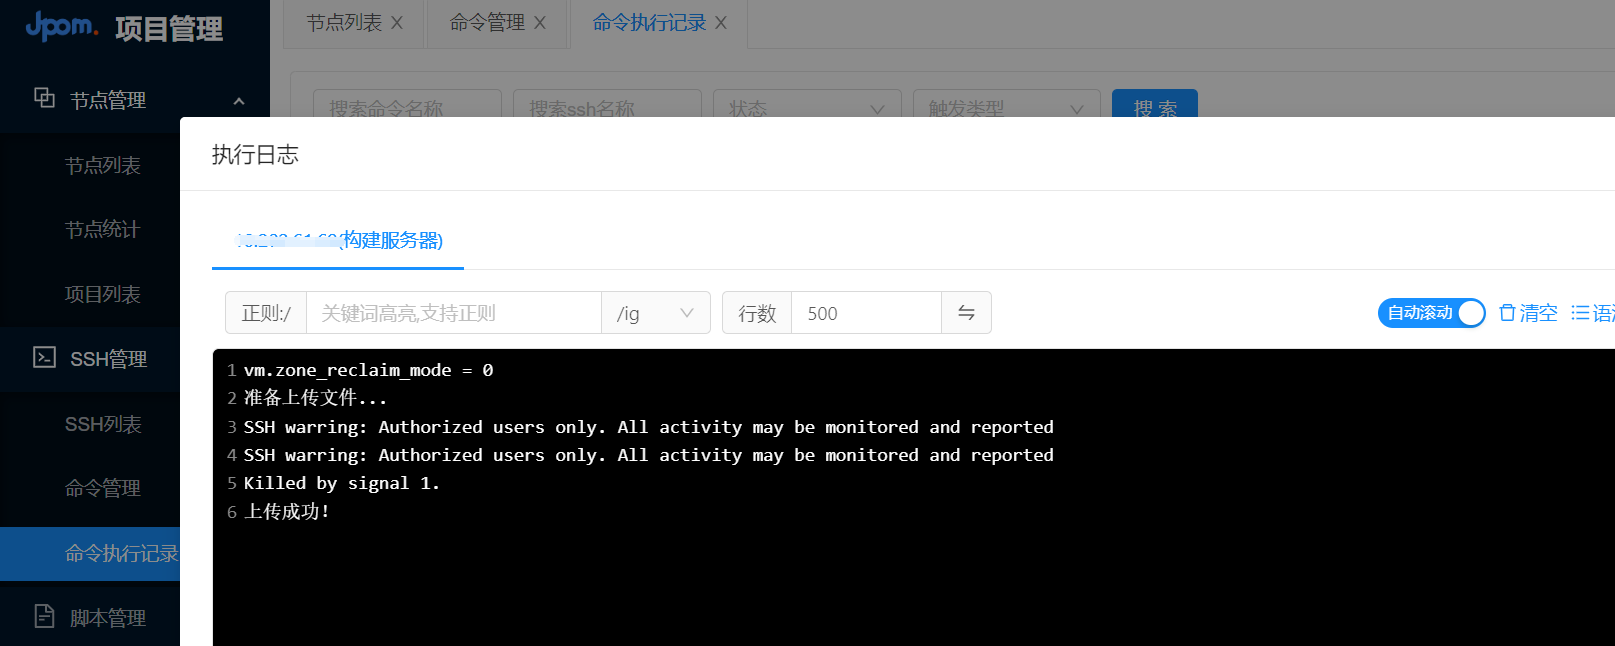 Jpom. 项目管理
节点列表 X 命令管理 X 命令执行记录 X
节点管理
搜索命令名称 搜索ssh名称 状态 触发类型 搜 索
执行日志
节点列表
节点统计
(构建服务器)
项目列表
正则:/ 关键词高亮,支持正则 /ig 行数 500 自动滚动 清空
SSH管理
1 vm.zone_reclaim_mode = 0
2 准备上传文件...
SSH列表
3 SSH warring: Authorized users only. All activity may be monitored and reported
4 SSH warring: Authorized users only. All activity may be monitored and reported
命令管理
5 Killed by signal 1.
6 上传成功!
命令执行记录
脚本管理